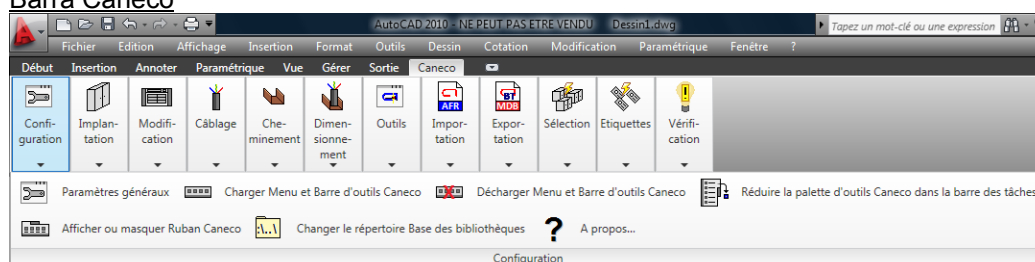 Barra Caneco
AutoCAD 2010 - NE PEUT PAS ETRE VENDU Dessin1.dwg Tapez un mot-clé ou une expression
Fichier Edition Affichage Insertion Format Outils Dessin Cotation Modification Paramétrique Fenêtre ?
Début Insertion Annoter Paramétrique Vue Gérer Sortie Caneco
AFR BT MDB
Confi- Implan- Modifi- Câblage Che- Dimen- Outils Impor- Expor- Sélection Etiquettes Vérifi-
guration tation cation minement sionne- tation tation cation
ment
Paramètres généraux Charger Menu et Barre d'outils Caneco Décharger Menu et Barre d'outils Caneco Réduire la palette d'outils Caneco dans la barre des tâches
Afficher ou masquer Ruban Caneco :\..\ Changer le répertoire Base des bibliothèques ? A propos...
Configuration